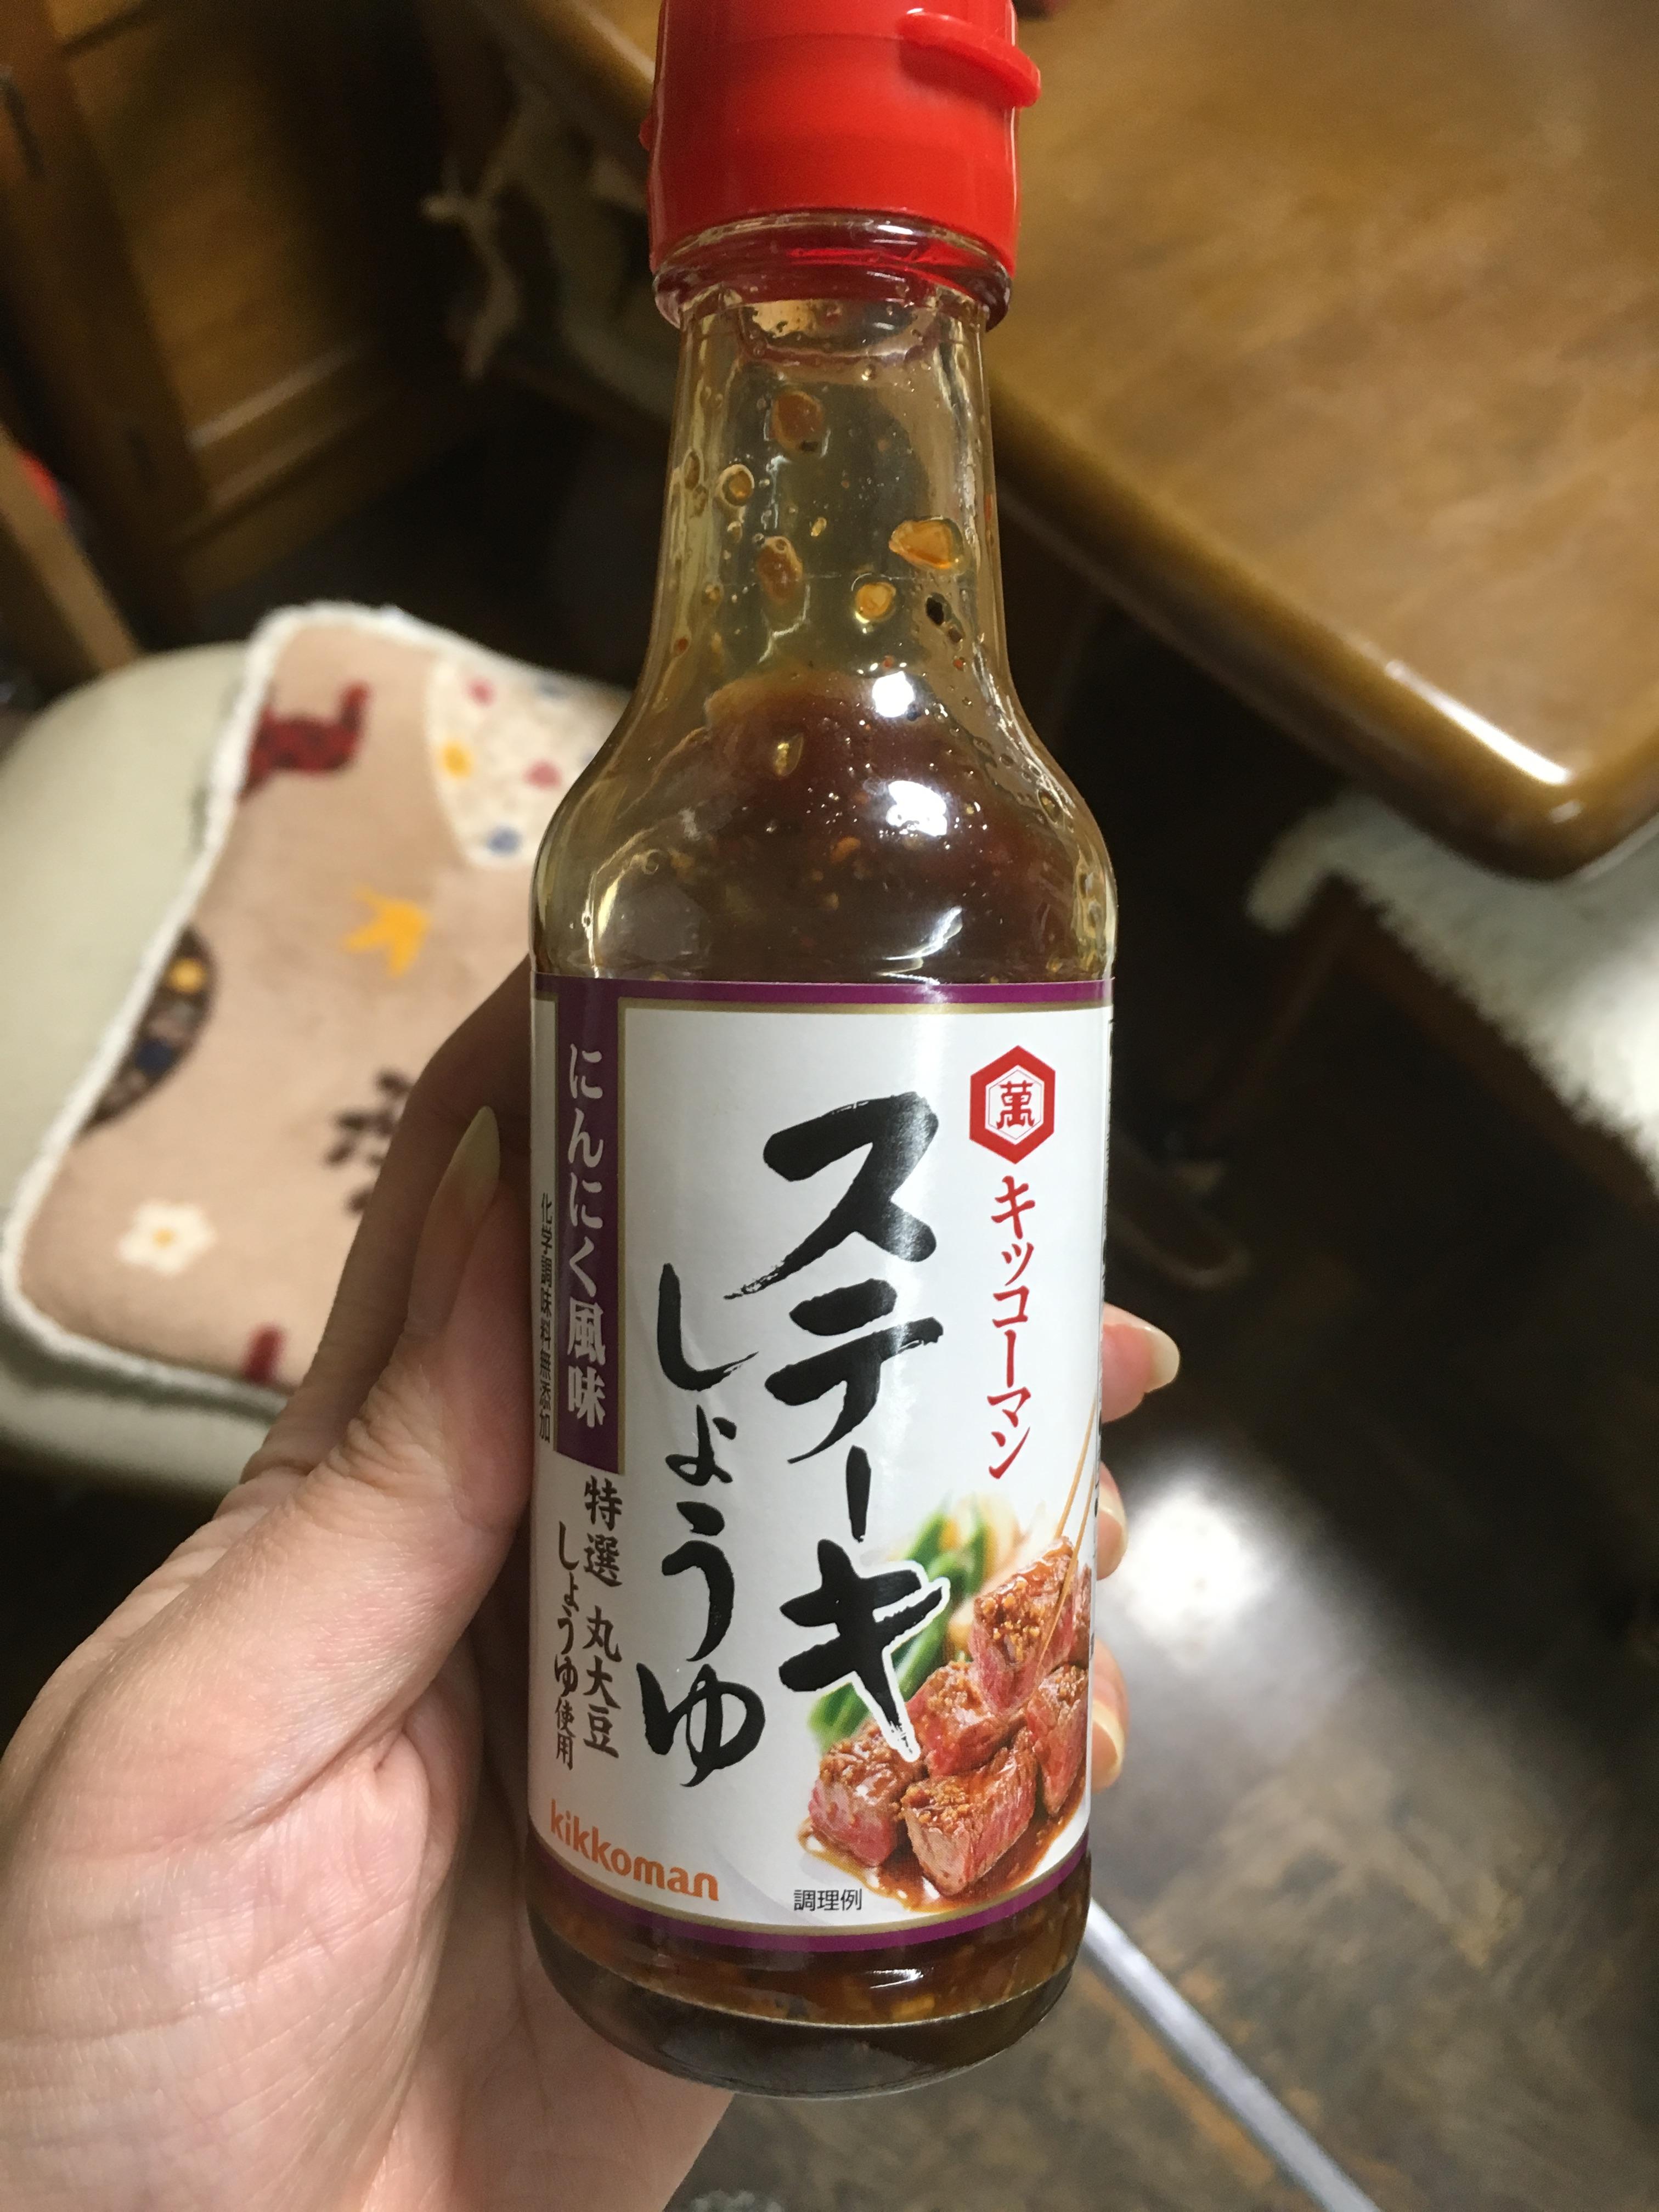 萬
キッコーマン
ステーキ
しょうゆ
にんにく風味
化学調味料無添加
特選 丸大豆
しょうゆ使用
kikkoman
調理例